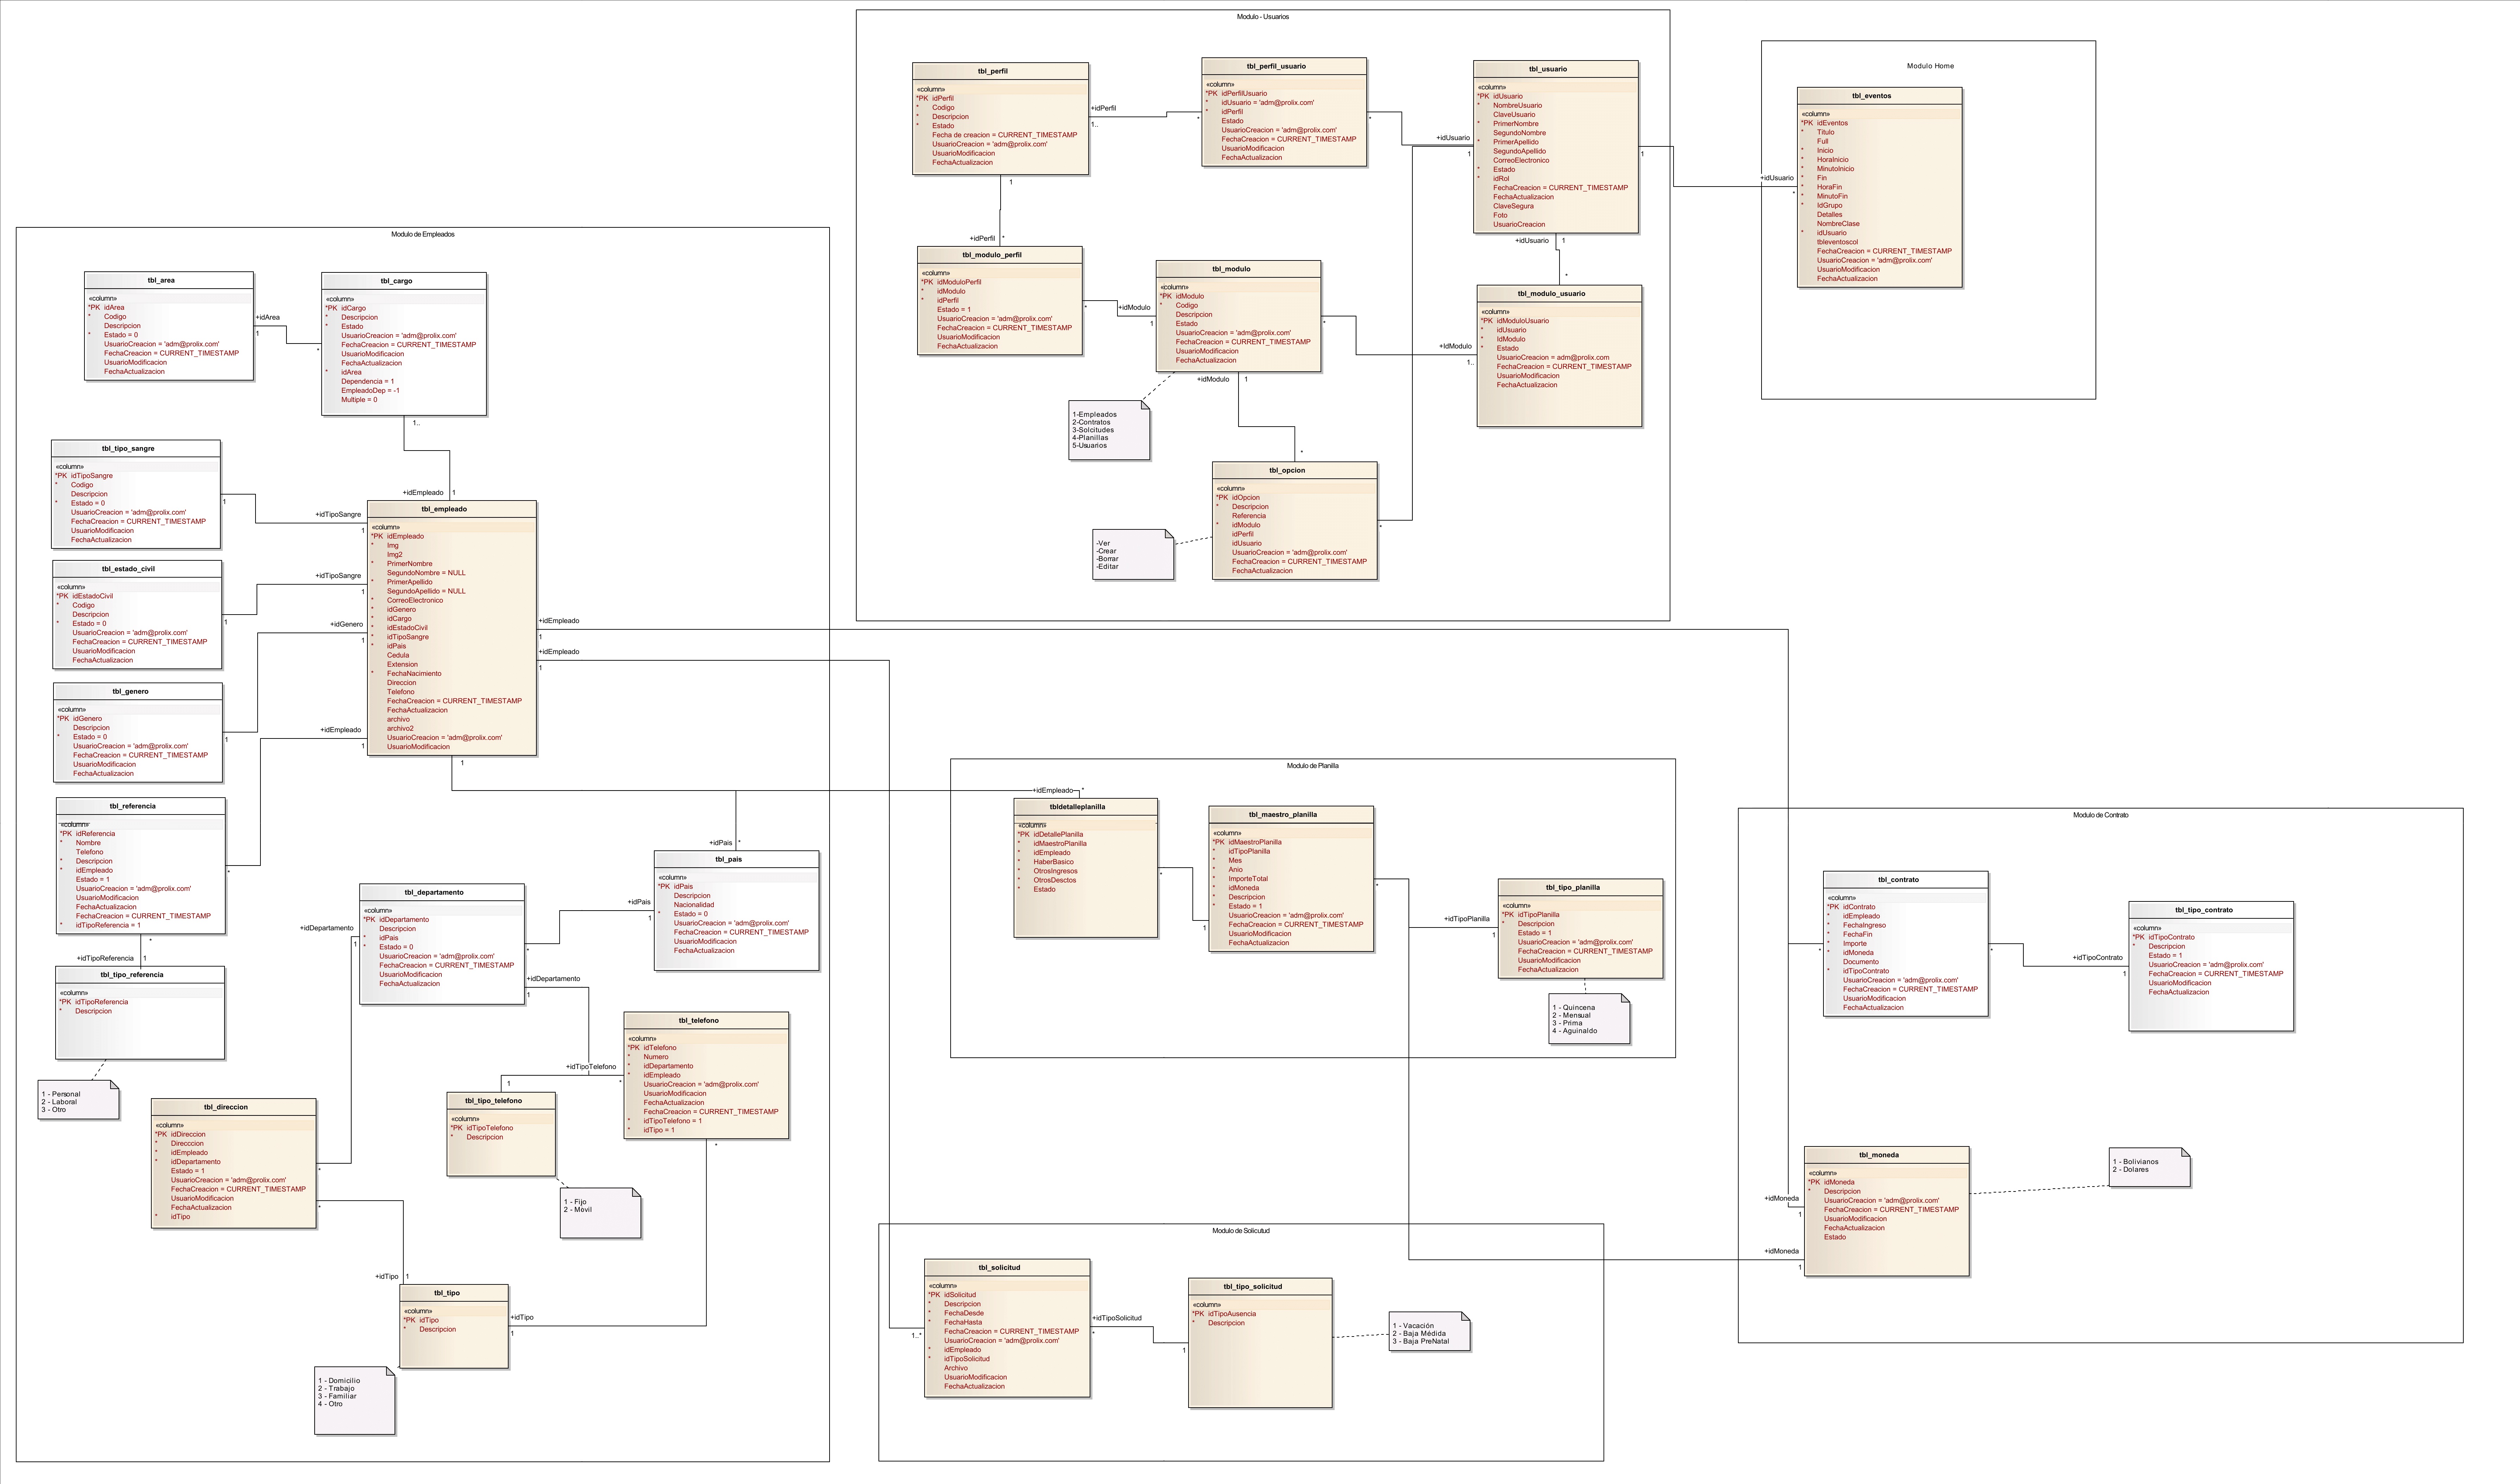 Modulo - Usuarios
tbl_perfil
«column»
*PK idPerfil
* Codigo
* Descripcion
* Estado
Fecha de creacion = CURRENT_TIMESTAMP
UsuarioCreacion = 'adm@prolix.com'
UsuarioModificacion
FechaActualizacion
+idPerfil
1..
*
tbl_perfil_usuario
«column»
*PK idPerfilUsuario
* idUsuario = 'adm@prolix.com'
* idPerfil
Estado
UsuarioCreacion = 'adm@prolix.com'
FechaCreacion = CURRENT_TIMESTAMP
UsuarioModificacion
FechaActualizacion
*
+idUsuario
1
tbl_usuario
«column»
*PK idUsuario
* NombreUsuario
ClaveUsuario
* PrimerNombre
SegundoNombre
* PrimerApellido
SegundoApellido
CorreoElectronico
* Estado
* idRol
FechaCreacion = CURRENT_TIMESTAMP
FechaActualizacion
ClaveSegura
Foto
UsuarioCreacion
1
+idUsuario
*
Modulo Home
tbl_eventos
«column»
*PK idEventos
* Titulo
Full
* Inicio
* HoraInicio
* MinutoInicio
* Fin
* HoraFin
* MinutoFin
* IdGrupo
Detalles
NombreClase
* idUsuario
tbleventoscol
FechaCreacion = CURRENT_TIMESTAMP
UsuarioCreacion = 'adm@prolix.com'
UsuarioModificacion
FechaActualizacion
1
+idPerfil *
tbl_modulo_perfil
«column»
*PK idModuloPerfil
* idModulo
* idPerfil
Estado = 1
UsuarioCreacion = 'adm@prolix.com'
FechaCreacion = CURRENT_TIMESTAMP
UsuarioModificacion
FechaActualizacion
*
+idModulo
1
tbl_modulo
«column»
*PK idModulo
* Codigo
Descripcion
Estado
UsuarioCreacion = 'adm@prolix.com'
FechaCreacion = CURRENT_TIMESTAMP
UsuarioModificacion
FechaActualizacion
*
+IdModulo
1..
+idUsuario 1
*
tbl_modulo_usuario
«column»
*PK idModuloUsuario
* idUsuario
* IdModulo
* Estado
UsuarioCreacion = adm@prolix.com
FechaCreacion = CURRENT_TIMESTAMP
UsuarioModificacion
FechaActualizacion
+idModulo 1
*
1-Empleados
2-Contratos
3-Solcitudes
4-Planillas
5-Usuarios
tbl_opcion
«column»
*PK idOpcion
* Descripcion
Referencia
* idModulo
idPerfil
idUsuario
UsuarioCreacion = 'adm@prolix.com'
FechaCreacion = CURRENT_TIMESTAMP
FechaActualizacion
*
-Ver
-Crear
-Borrar
-Editar
Modulo de Empleados
tbl_area
«column»
*PK idArea
* Codigo
Descripcion
* Estado = 0
UsuarioCreacion = 'adm@prolix.com'
FechaCreacion = CURRENT_TIMESTAMP
UsuarioModificacion
FechaActualizacion
+idArea
1
*
tbl_cargo
«column»
*PK idCargo
* Descripcion
* Estado
UsuarioCreacion = 'adm@prolix.com'
FechaCreacion = CURRENT_TIMESTAMP
UsuarioModificacion
FechaActualizacion
* idArea
Dependencia = 1
EmpleadoDep = -1
Multiple = 0
1..
+idEmpleado 1
tbl_tipo_sangre
«column»
*PK idTipoSangre
* Codigo
Descripcion
* Estado = 0
UsuarioCreacion = 'adm@prolix.com'
FechaCreacion = CURRENT_TIMESTAMP
UsuarioModificacion
FechaActualizacion
1
+idTipoSangre
1
tbl_estado_civil
«column»
*PK idEstadoCivil
* Codigo
Descripcion
* Estado = 0
UsuarioCreacion = 'adm@prolix.com'
FechaCreacion = CURRENT_TIMESTAMP
UsuarioModificacion
FechaActualizacion
1
+idTipoSangre
1
tbl_genero
«column»
*PK idGenero
Descripcion
* Estado = 0
UsuarioCreacion = 'adm@prolix.com'
FechaCreacion = CURRENT_TIMESTAMP
UsuarioModificacion
FechaActualizacion
1
+idGenero
1
tbl_empleado
«column»
*PK idEmpleado
* Img
Img2
* PrimerNombre
SegundoNombre = NULL
* PrimerApellido
SegundoApellido = NULL
* CorreoElectronico
* idGenero
* idCargo
* idEstadoCivil
* idTipoSangre
* idPais
Cedula
Extension
* FechaNacimiento
Direccion
Telefono
FechaCreacion = CURRENT_TIMESTAMP
FechaActualizacion
archivo
archivo2
UsuarioCreacion = 'adm@prolix.com'
UsuarioModificacion
+idEmpleado
1
+idEmpleado
1
+idEmpleado
1
1
tbl_referencia
«column»
*PK idReferencia
* Nombre
Telefono
* Descripcion
* idEmpleado
Estado = 1
UsuarioCreacion = 'adm@prolix.com'
UsuarioModificacion
FechaActualizacion
FechaCreacion = CURRENT_TIMESTAMP
* idTipoReferencia = 1
*
*
+idTipoReferencia 1
tbl_tipo_referencia
«column»
*PK idTipoReferencia
* Descripcion
1 - Personal
2 - Laboral
3 - Otro
+idPais *
tbl_pais
«column»
*PK idPais
Descripcion
Nacionalidad
* Estado = 0
UsuarioCreacion = 'adm@prolix.com'
FechaCreacion = CURRENT_TIMESTAMP
UsuarioModificacion
FechaActualizacion
+idPais
1
*
tbl_departamento
«column»
*PK idDepartamento
Descripcion
* idPais
* Estado = 0
UsuarioCreacion = 'adm@prolix.com'
FechaCreacion = CURRENT_TIMESTAMP
UsuarioModificacion
FechaActualizacion
+idDepartamento
1
+idDepartamento
1
tbl_telefono
«column»
*PK idTelefono
* Numero
* idDepartamento
* idEmpleado
UsuarioCreacion = 'adm@prolix.com'
UsuarioModificacion
FechaActualizacion
FechaCreacion = CURRENT_TIMESTAMP
* idTipoTelefono = 1
* idTipo = 1
+idTipoTelefono
1
*
*
tbl_tipo_telefono
«column»
*PK idTipoTelefono
* Descripcion
1 - Fijo
2 - Movil
tbl_direccion
«column»
*PK idDireccion
* Direcccion
* idEmpleado
* idDepartamento
Estado = 1
UsuarioCreacion = 'adm@prolix.com'
FechaCreacion = CURRENT_TIMESTAMP
UsuarioModificacion
FechaActualizacion
* idTipo
*
*
+idTipo 1
tbl_tipo
«column»
*PK idTipo
* Descripcion
+idTipo
1
1 - Domicilio
2 - Trabajo
3 - Familiar
4 - Otro
Modulo de Planilla
+idEmpleado *
tbldetalleplanilla
«column»
*PK idDetallePlanilla
* idMaestroPlanilla
* idEmpleado
* HaberBasico
* OtrosIngresos
* OtrosDesctos
* Estado
*
1
tbl_maestro_planilla
«column»
*PK idMaestroPlanilla
* idTipoPlanilla
* Mes
* Anio
* ImporteTotal
* idMoneda
* Descripcion
* Estado = 1
UsuarioCreacion = 'adm@prolix.com'
FechaCreacion = CURRENT_TIMESTAMP
UsuarioModificacion
FechaActualizacion
*
+idTipoPlanilla
1
tbl_tipo_planilla
«column»
*PK idTipoPlanilla
* Descripcion
Estado = 1
UsuarioCreacion = 'adm@prolix.com'
FechaCreacion = CURRENT_TIMESTAMP
UsuarioModificacion
FechaActualizacion
1 - Quincena
2 - Mensual
3 - Prima
4 - Aguinaldo
Modulo de Contrato
tbl_contrato
«column»
*PK idContrato
* idEmpleado
* FechaIngreso
* FechaFin
* Importe
* idMoneda
Documento
* idTipoContrato
UsuarioCreacion = 'adm@prolix.com'
FechaCreacion = CURRENT_TIMESTAMP
UsuarioModificacion
FechaActualizacion
*
*
+idTipoContrato
1
tbl_tipo_contrato
«column»
*PK idTipoContrato
* Descripcion
Estado = 1
UsuarioCreacion = 'adm@prolix.com'
FechaCreacion = CURRENT_TIMESTAMP
UsuarioModificacion
FechaActualizacion
+idMoneda
1
+idMoneda
1
tbl_moneda
«column»
*PK idMoneda
* Descripcion
UsuarioCreacion = 'adm@prolix.com'
FechaCreacion = CURRENT_TIMESTAMP
UsuarioModificacion
FechaActualizacion
Estado
1 - Bolivianos
2 - Dolares
Modulo de Solicutud
tbl_solicitud
«column»
*PK idSolicitud
* Descripcion
* FechaDesde
* FechaHasta
FechaCreacion = CURRENT_TIMESTAMP
UsuarioCreacion = 'adm@prolix.com'
* idEmpleado
* idTipoSolicitud
Archivo
UsuarioModificacion
FechaActualizacion
1..*
+idTipoSolicitud
*
1
tbl_tipo_solicitud
«column»
*PK idTipoAusencia
* Descripcion
1 - Vacación
2 - Baja Médida
3 - Baja PreNatal